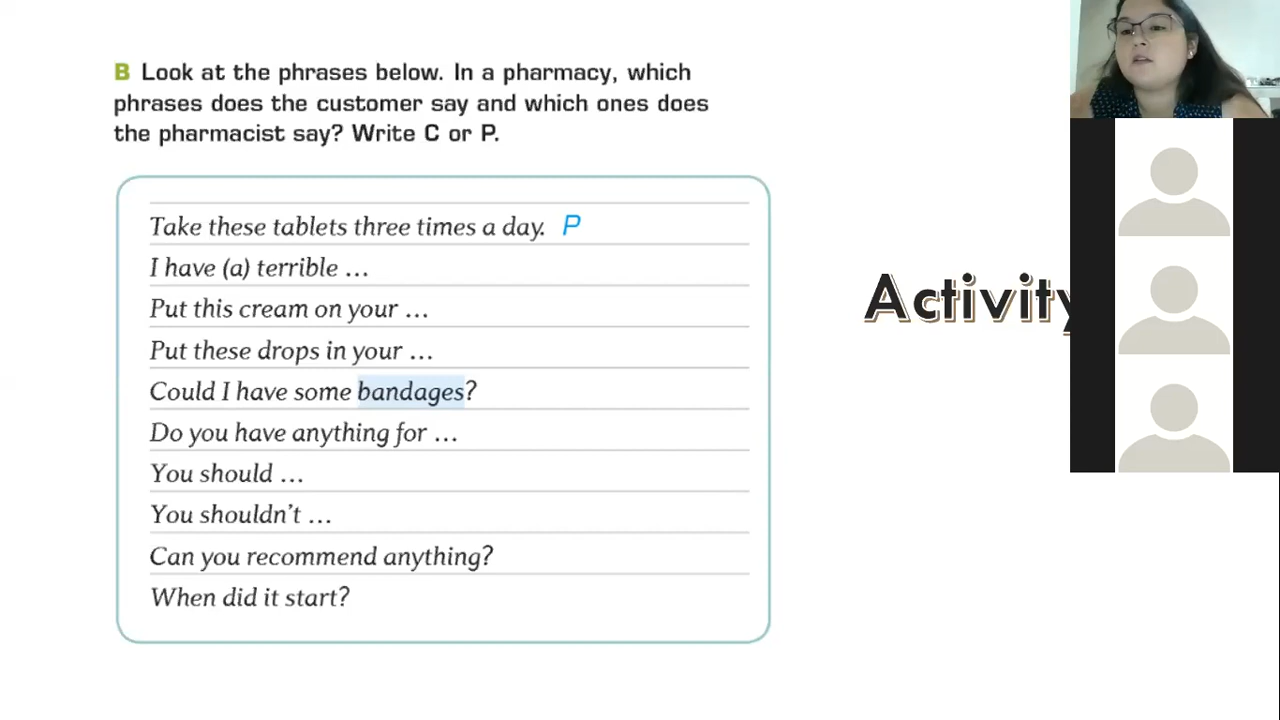 B Look at the phrases below. In a pharmacy, which
phrases does the customer say and which ones does
the pharmacist say? Write C or P.
Take these tablets three times a day. P
I have (a) terrible ...
Put this cream on your ...
Put these drops in your ...
Could I have some bandages?
Do you have anything for ...
You should ...
You shouldn't ...
Can you recommend anything?
When did it start?
Activity